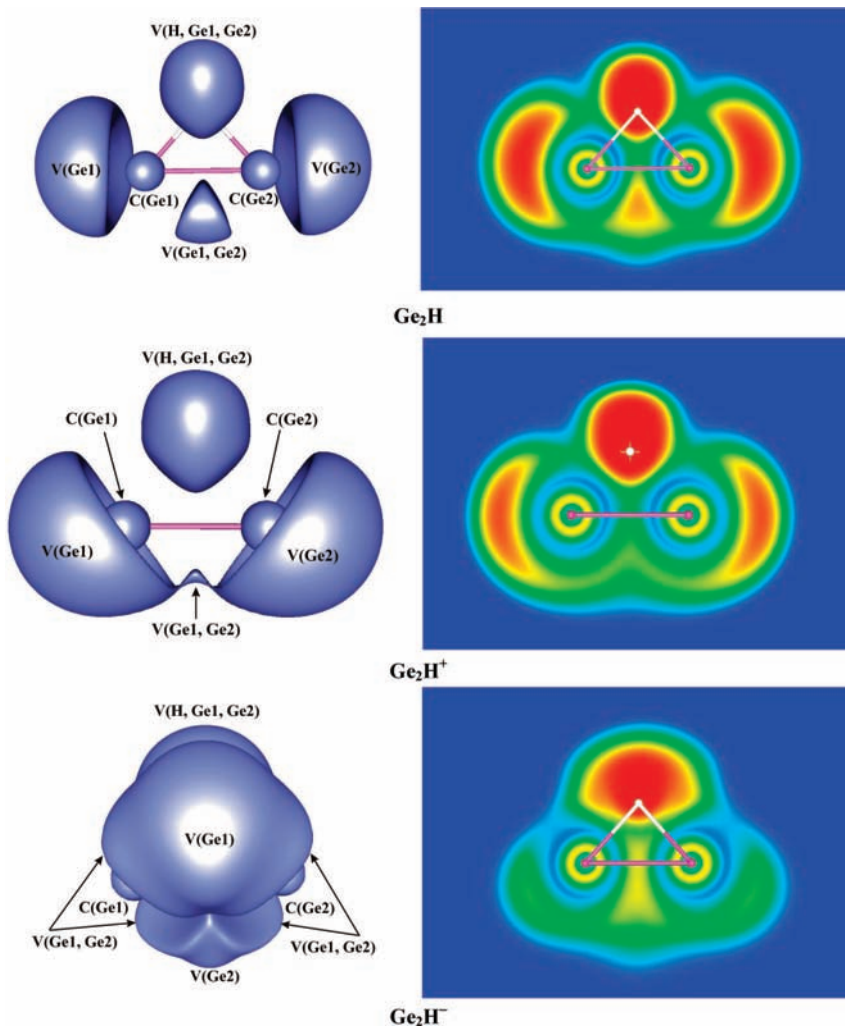 V(H, Ge1, Ge2)
V(Ge1)
V(Ge2)
C(Ge1)
C(Ge2)
V(Ge1, Ge2)
Ge₂H
V(H, Ge1, Ge2)
C(Ge1)
C(Ge2)
V(Ge1)
V(Ge2)
V(Ge1, Ge2)
Ge₂H⁺
V(H, Ge1, Ge2)
V(Ge1)
C(Ge1)
C(Ge2)
V(Ge1, Ge2)
V(Ge1, Ge2)
V(Ge2)
Ge₂H⁻